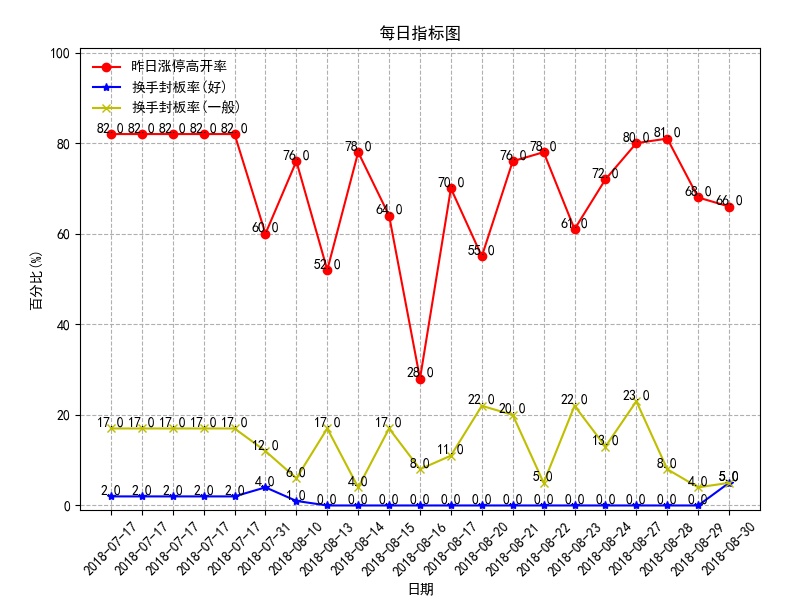 每日指标图
100
80
60
40
20
0
百分比(%)
昨日涨停高开率
换手封板率(好)
换手封板率(一般)
82.0 82.0 82.0 82.0 82.0 60.0 76.0 52.0 78.0 64.0 28.0 70.0 55.0 76.0 78.0 61.0 72.0 80.0 81.0 68.0 66.0
17.0 17.0 17.0 17.0 17.0 12.0 6.0 17.0 4.0 17.0 8.0 11.0 22.0 20.0 5.0 22.0 13.0 23.0 8.0 4.0 5.0
2.0 2.0 2.0 2.0 2.0 4.0 1.0 0.0 0.0 0.0 0.0 0.0 0.0 0.0 0.0 0.0 0.0 0.0 0.0 0.0 5.0
2018-07-17 2018-07-17 2018-07-17 2018-07-17 2018-07-17 2018-07-31 2018-08-10 2018-08-13 2018-08-14 2018-08-15 2018-08-16 2018-08-17 2018-08-20 2018-08-21 2018-08-22 2018-08-23 2018-08-24 2018-08-27 2018-08-28 2018-08-29 2018-08-30
日期